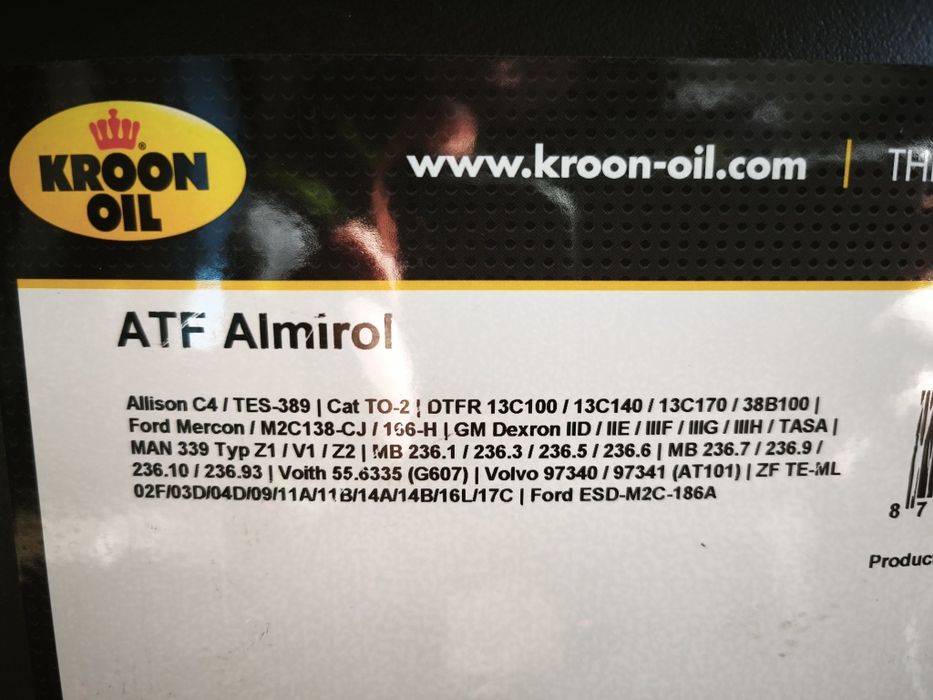 KROON
OIL
®
www.kroon-oil.com | TH
ATF Almirol
Allison C4 / TES-389 | Cat TO-2 | DTFR 13C100 / 13C140 / 13C170 / 38B100 |
Ford Mercon / M2C138-CJ / 166-H | GM Dexron IID / IIE / IIIF / IIIG / IIIH / TASA |
MAN 339 Typ Z1 / V1 / Z2 | MB 236.1 / 236.3 / 236.5 / 236.6 | MB 236.7 / 236.9 /
236.10 / 236.93 | Voith 55.6335 (G607) | Volvo 97340 / 97341 (AT101) | ZF TE-ML
02F/03D/04D/09/11A/11B/14A/14B/16L/17C | Ford ESD-M2C-186A
8 7
Produc